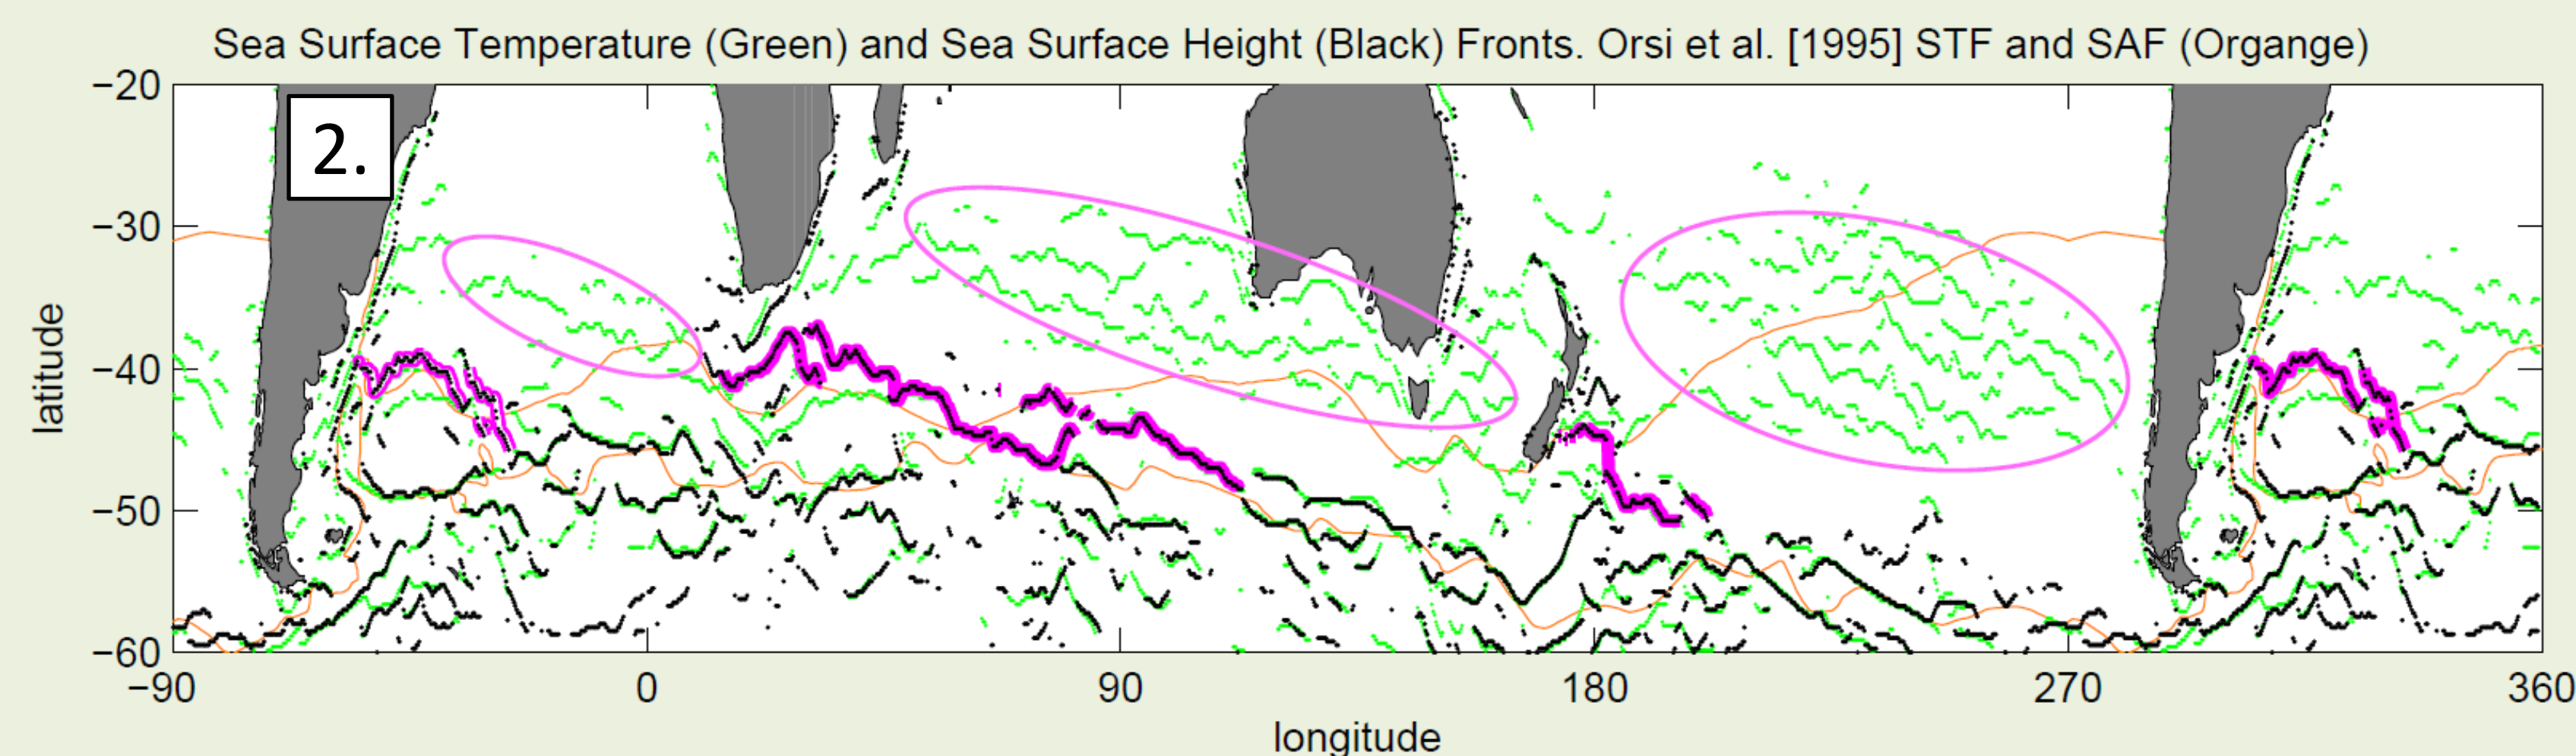 Sea Surface Temperature (Green) and Sea Surface Height (Black) Fronts. Orsi et al. [1995] STF and SAF (Organge)
2.
−20
−30
−40
−50
−60
latitude
−90 0 90 180 270 360
longitude